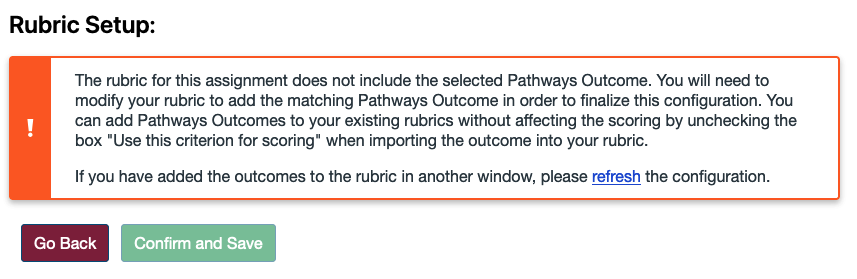 Rubric Setup:
The rubric for this assignment does not include the selected Pathways Outcome. You will need to
modify your rubric to add the matching Pathways Outcome in order to finalize this configuration. You
can add Pathways Outcomes to your existing rubrics without affecting the scoring by unchecking the
box "Use this criterion for scoring" when importing the outcome into your rubric.
!
If you have added the outcomes to the rubric in another window, please refresh the configuration.
Go Back
Confirm and Save